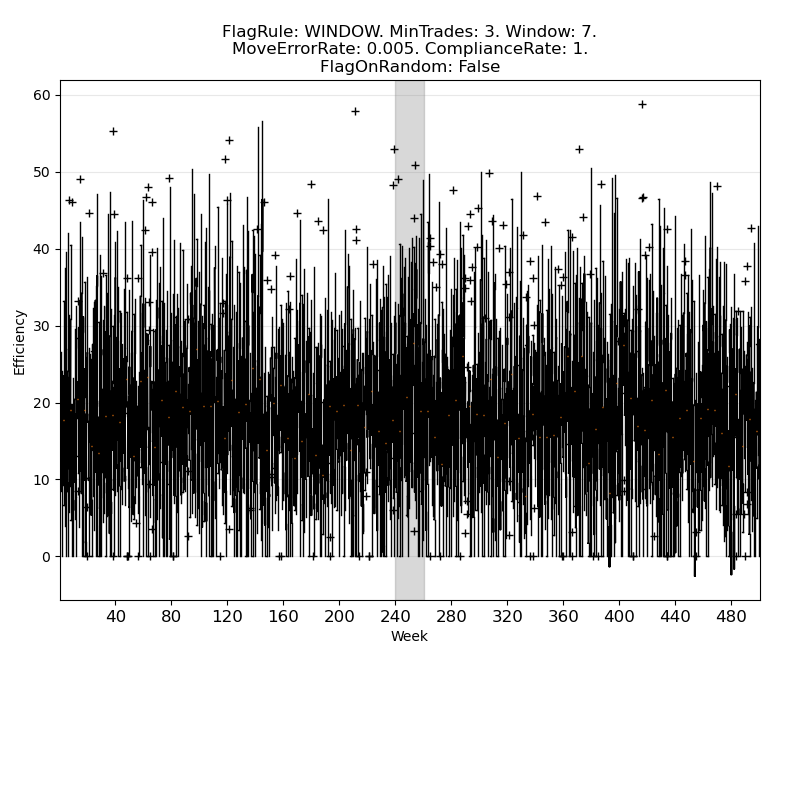 FlagRule: WINDOW. MinTrades: 3. Window: 7.
MoveErrorRate: 0.005. ComplianceRate: 1.
FlagOnRandom: False
60
50
40
30
20
10
0
Efficiency
40 80 120 160 200 240 280 320 360 400 440 480
Week